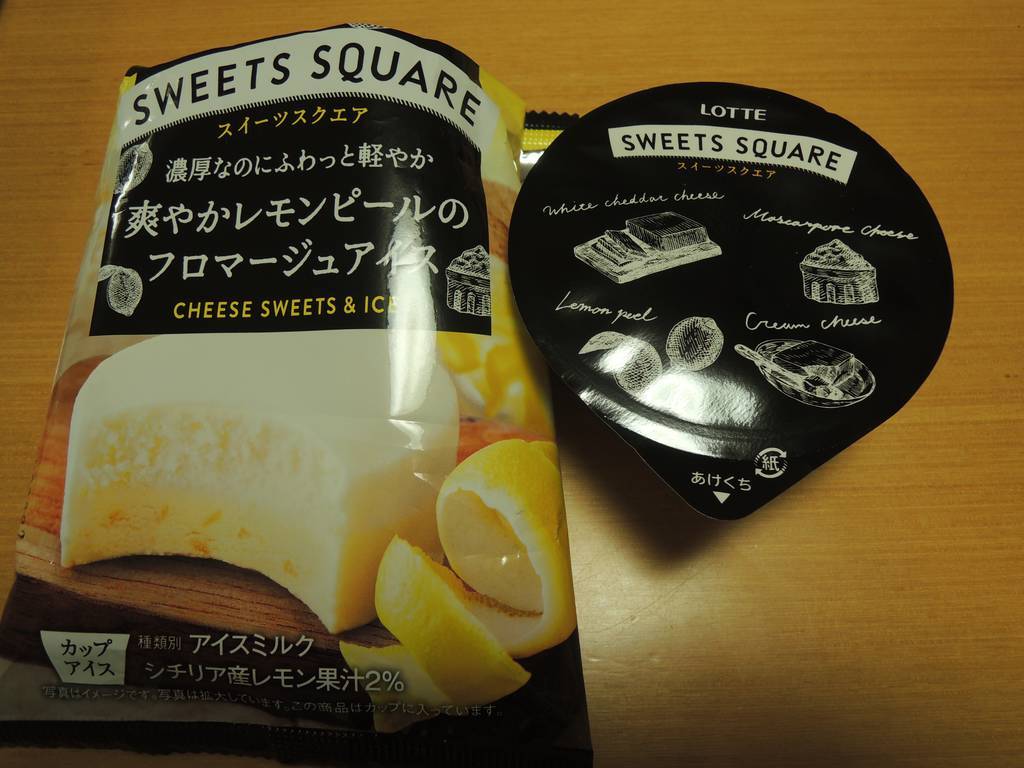 SWEETS SQUARE
スイーツスクエア
濃厚なのにふわっと軽やか
爽やかレモンピールの
フロマージュアイス
CHEESE SWEETS & ICE
カップ
アイス
種類別 アイスミルク
シチリア産レモン果汁2%
写真はイメージです。写真は拡大しています。この商品はカップに入っています。
LOTTE
SWEETS SQUARE
スイーツスクエア
White cheddar cheese
Mascarpone cheese
Lemon peel
Cream cheese
紙
あけくち